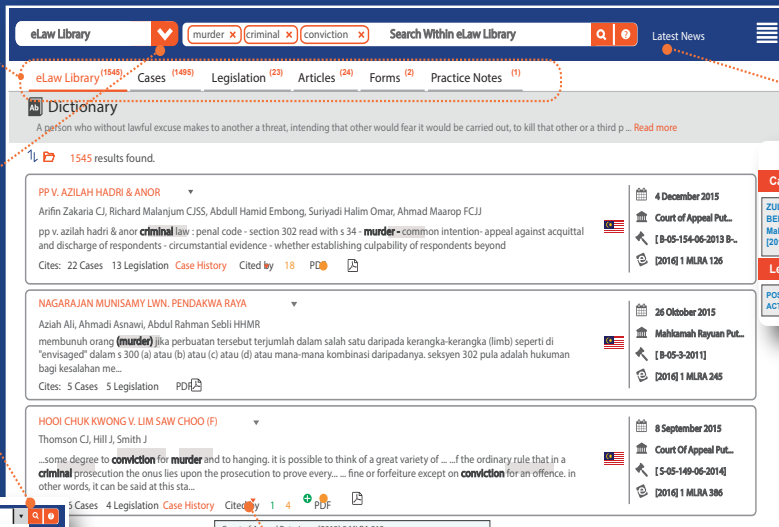 eLaw Library
murder x
criminal x
conviction x
Search Within eLaw Library
Latest News
eLaw Library (1545) Cases (1495) Legislation (23) Articles (24) Forms (2) Practice Notes (1)
Ab Dictionary
A person who without lawful excuse makes to another a threat, intending that other would fear it would be carried out, to kill that other or a third p ... Read more
1545 results found.
PP V. AZILAH HADRI & ANOR
Arifin Zakaria CJ, Richard Malanjum CJSS, Abdull Hamid Embong, Suriyadi Halim Omar, Ahmad Maarop FCJJ
pp v. azilah hadri & anor criminal law : penal code - section 302 read with s 34 - murder - common intention- appeal against acquittal
and discharge of respondents - circumstantial evidence - whether establishing culpability of respondents beyond
Cites: 22 Cases 13 Legislation Case History Cited by 18 PDF
4 December 2015
Court of Appeal Put...
[ B-05-154-06-2013 B-..
[2016] 1 MLRA 126
NAGARAJAN MUNISAMY LWN. PENDAKWA RAYA
Aziah Ali, Ahmadi Asnawi, Abdul Rahman Sebli HHMR
membunuh orang (murder) jika perbuatan tersebut terjumlah dalam salah satu daripada kerangka-kerangka (limb) seperti di
"envisaged" dalam s 300 (a) atau (b) atau (c) atau (d) atau mana-mana kombinasi daripadanya. seksyen 302 pula adalah hukuman
bagi kesalahan me...
Cites: 5 Cases 5 Legislation PDF
26 Oktober 2015
Mahkamah Rayuan Put...
[ B-05-3-2011]
[2016] 1 MLRA 245
HOOI CHUK KWONG V. LIM SAW CHOO (F)
Thomson CJ, Hill J, Smith J
...some degree to conviction for murder and to hanging. it is possible to think of a great variety of ... ...f the ordinary rule that in a
criminal prosecution the onus lies upon the prosecution to prove every... ... fine or forfeiture except on conviction for an offence. in
other words, it can be said at this sta...
6 Cases 4 Legislation Case History Cited by 1 4 PDF
8 September 2015
Court Of Appeal Put...
[ S-05-149-06-2014]
[2016] 1 MLRA 386